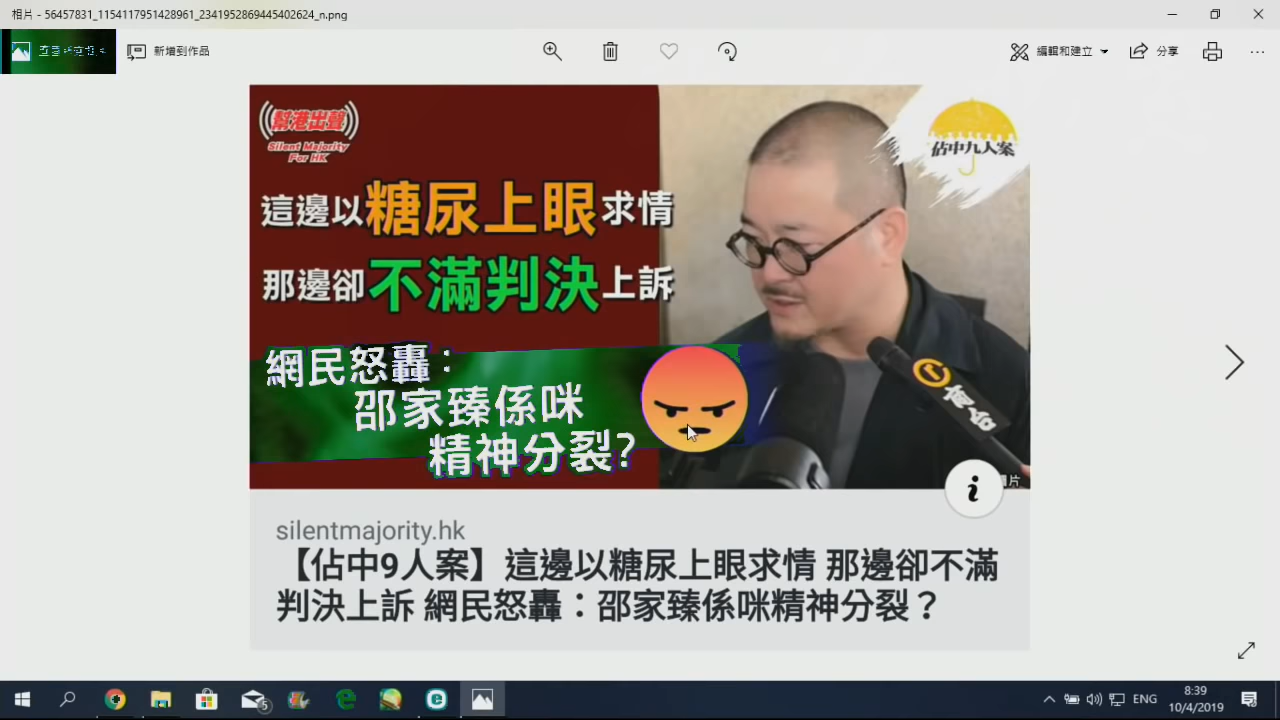 相片 - 56457831_1154117951428961_2341952869445402624_n.png
新增到作品
編輯和建立
分享
幫港出聲
Silent Majority
For HK
佔中九人案
這邊以糖尿上眼求情
那邊卻不滿判決上訴
網民怒轟：
邵家臻係咪
精神分裂?
商台
片
silentmajority.hk
【佔中9人案】這邊以糖尿上眼求情 那邊卻不滿
判決上訴 網民怒轟：邵家臻係咪精神分裂？
5
ENG
8:39
10/4/2019